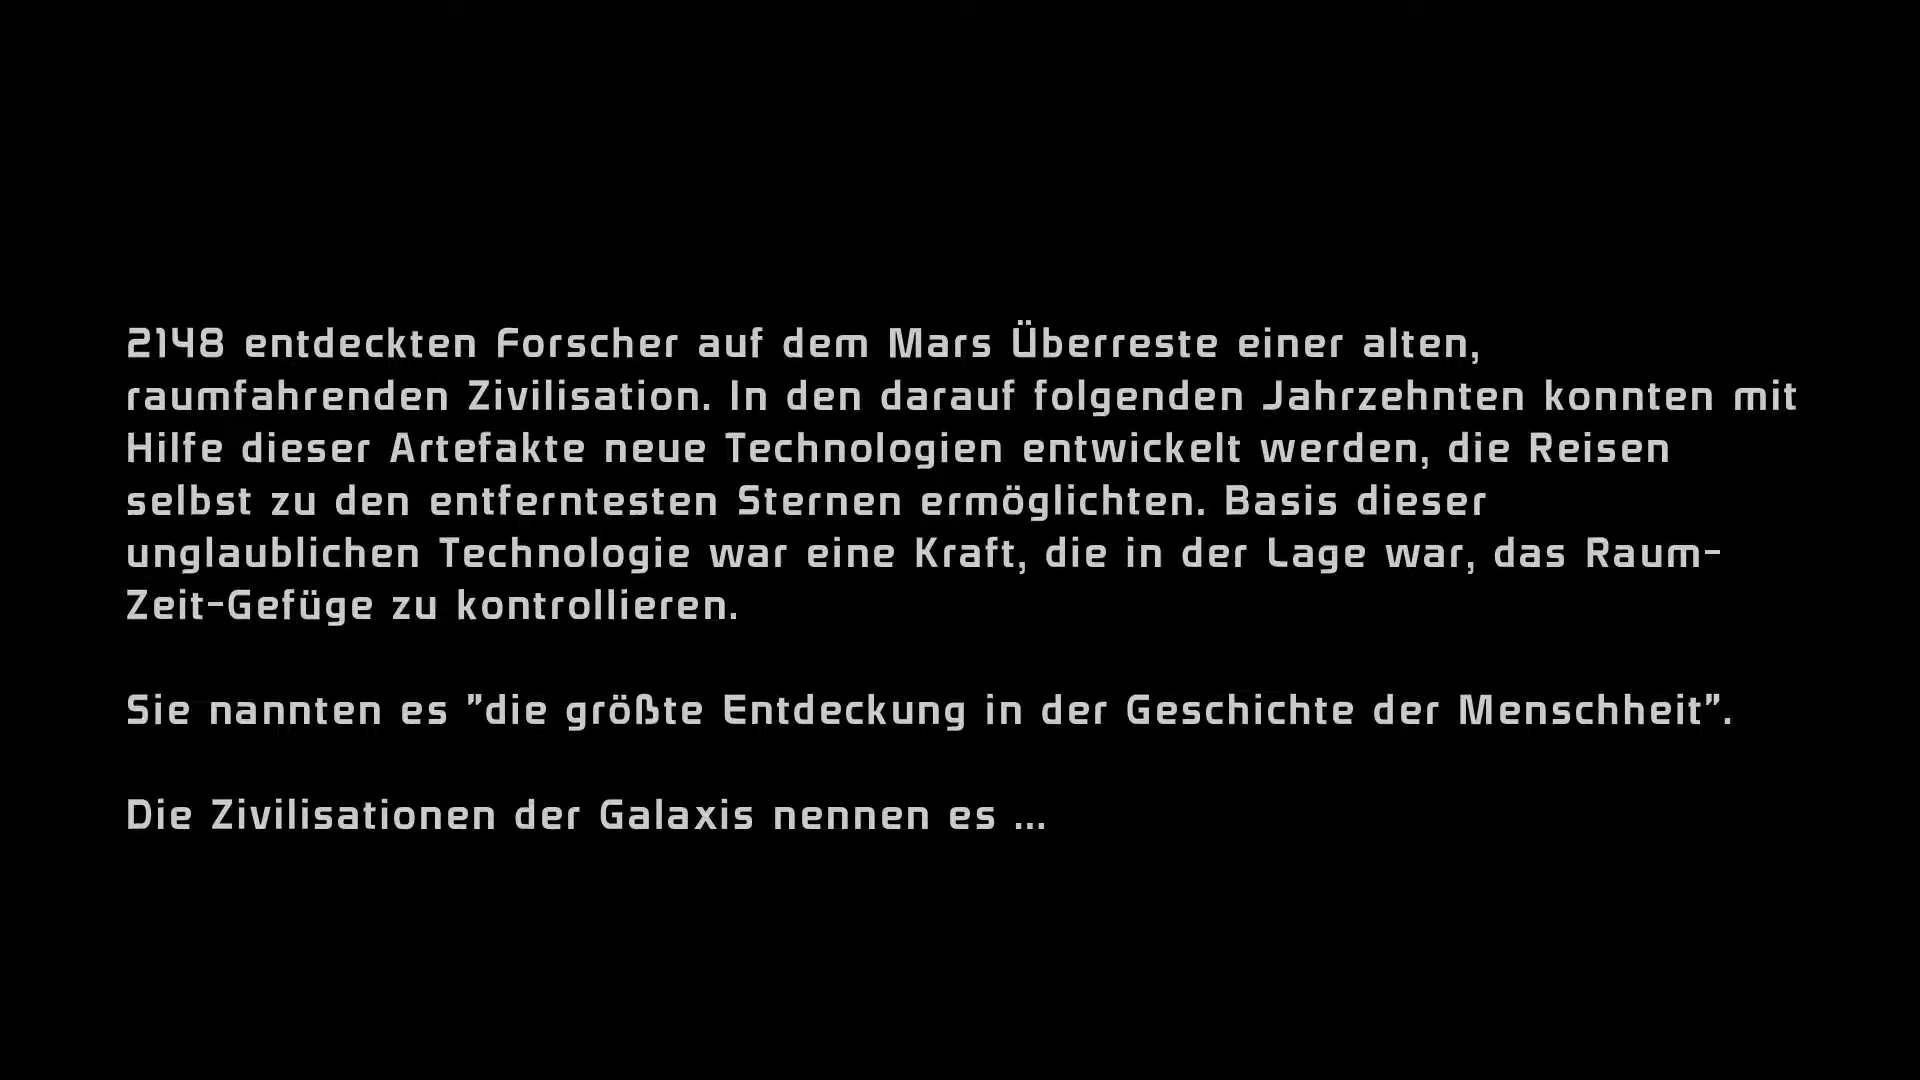 2148 entdeckten Forscher auf dem Mars Überreste einer alten,
raumfahrenden Zivilisation. In den darauf folgenden Jahrzehnten konnten mit
Hilfe dieser Artefakte neue Technologien entwickelt werden, die Reisen
selbst zu den entferntesten Sternen ermöglichten. Basis dieser
unglaublichen Technologie war eine Kraft, die in der Lage war, das Raum-
Zeit-Gefüge zu kontrollieren.
Sie nannten es "die größte Entdeckung in der Geschichte der Menschheit".
Die Zivilisationen der Galaxis nennen es ...